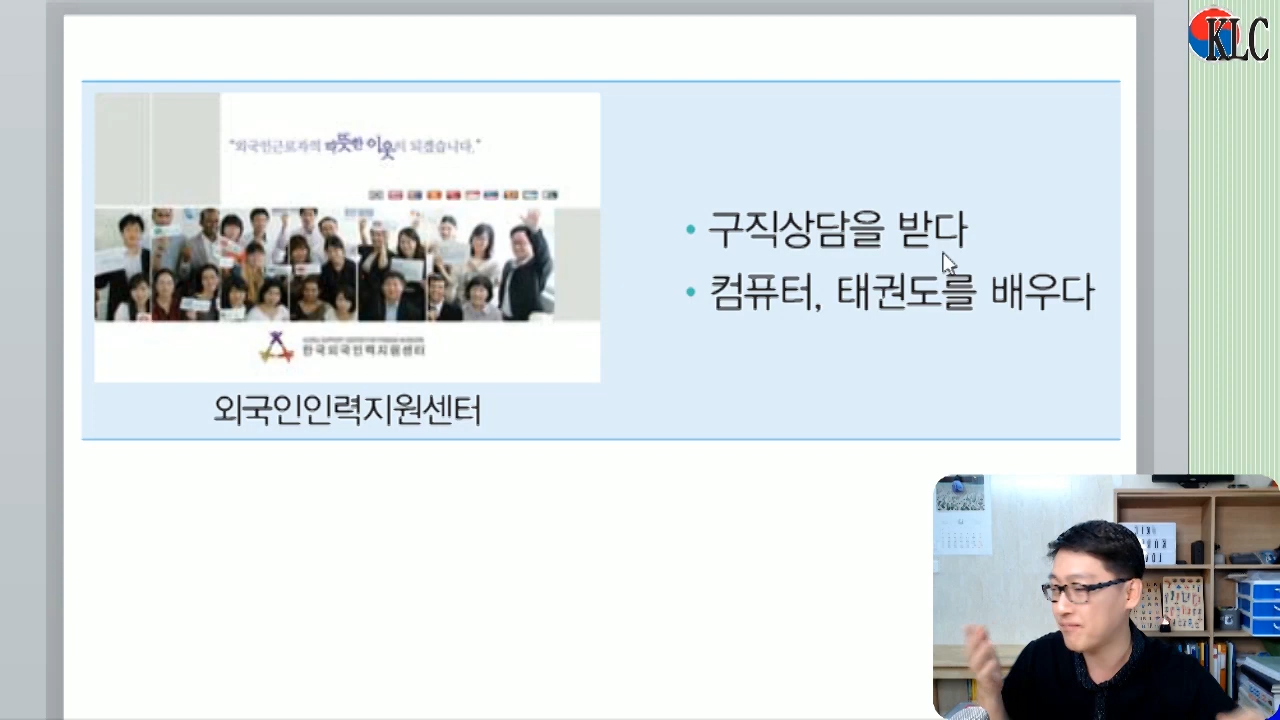 KLC
"외국인근로자의 따뜻한 이웃이 되겠습니다."
한국외국인력지원센터
외국인인력지원센터
• 구직상담을 받다
• 컴퓨터, 태권도를 배우다